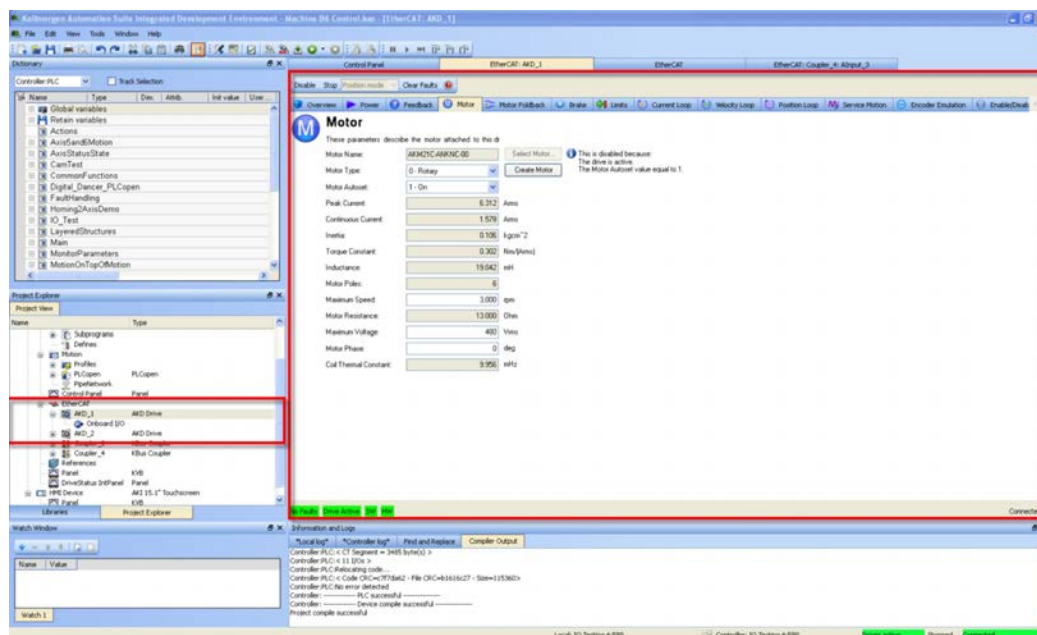 Kollmorgen Automation Suite Integrated Development Environment - Machine D6 Control.kas - [EtherCAT: AKD_1]
File Edit View Tools Window Help
Dictionary
Controller:PLC Track Selection
Name Type Dim. Attrib. Init value User ...
Global variables
Retain variables
Actions
Axis5and6Motion
AxisStatusState
CamTest
CommonFunctions
Digital_Dancer_PLCopen
FaultHandling
Homing2AxisDemo
IO_Test
LayeredStructures
Main
MonitorParameters
MotionOnTopOfMotion
Project Explorer
Project View
Name Type
Subprograms
Defines
Motion
Profiles
PLCopen PLCopen
PipeNetwork
Control Panel Panel
EtherCAT
AKD_1 AKD Drive
Onboard I/O
AKD_2 AKD Drive
Coupler_4 KBus Coupler
References
Panel KVB
DriveStatus IntPanel Panel
HMI Device AKI 15.1" Touchscreen
Panel KVB
Libraries Project Explorer
Watch Window
Name Value
Watch 1
Control Panel EtherCAT: AKD_1 EtherCAT EtherCAT: Coupler_4: AInput_3
Disable Stop Position mode Clear Faults
Overview Power Feedback Motor Motor Foldback Brake Limits Current Loop Velocity Loop Position Loop Service Motion Encoder Emulation Enable/Disab
Motor
These parameters describe the motor attached to this dr
Motor Name: AKM21C-ANKNC-00 Select Motor... This is disabled because:
The drive is active.
The Motor Autoset value equal to 1.
Motor Type: 0 - Rotary Create Motor
Motor Autoset: 1 - On
Peak Current: 6.312 Arms
Continuous Current: 1.578 Arms
Inertia: 0.106 kgcm^2
Torque Constant: 0.302 Nm/(Arms)
Inductance: 19.042 mH
Motor Poles: 6
Maximum Speed: 3,000 rpm
Motor Resistance: 13.000 Ohm
Maximum Voltage: 480 Vrms
Motor Phase: 0 deg
Coil Thermal Constant: 9.956 mHz
No Faults Drive Active SW HW Connecte
Information and Logs
*Local log* *Controller log* Find and Replace Compiler Output
Controller:PLC:< CT Segment = 3485 byte(s) >
Controller:PLC:< 11 I/Os >
Controller:PLC:Relocating code...
Controller:PLC:< Code CRC=c7f7da62 - File CRC=b1616c27 - Size=115360>
Controller:PLC:No error detected
Controller: ------------- PLC successful -------------
Controller: ------------- Device compile successful -------------
Project compile successful